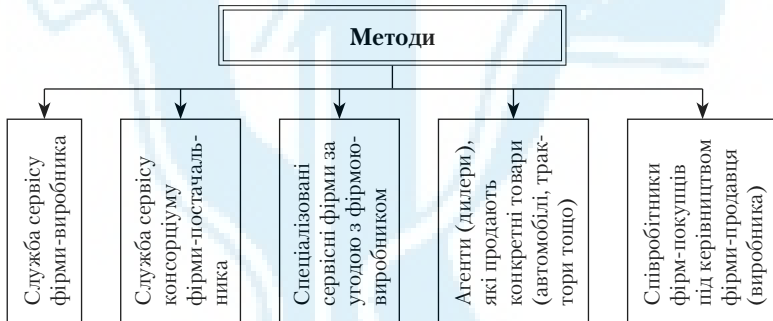 Методи
Служба сервісу
фірми-виробника
Служба сервісу
консорціуму
фірми-постачаль-
ника
Спеціалізовані
сервісні фірми за
угодою з фірмою-
виробником
Агенти (дилери),
які продають
конкретні товари
(автомобілі, трак-
тори тощо)
Співробітники
фірм-покупців
під керівництвом
фірми-продавця
(виробника)